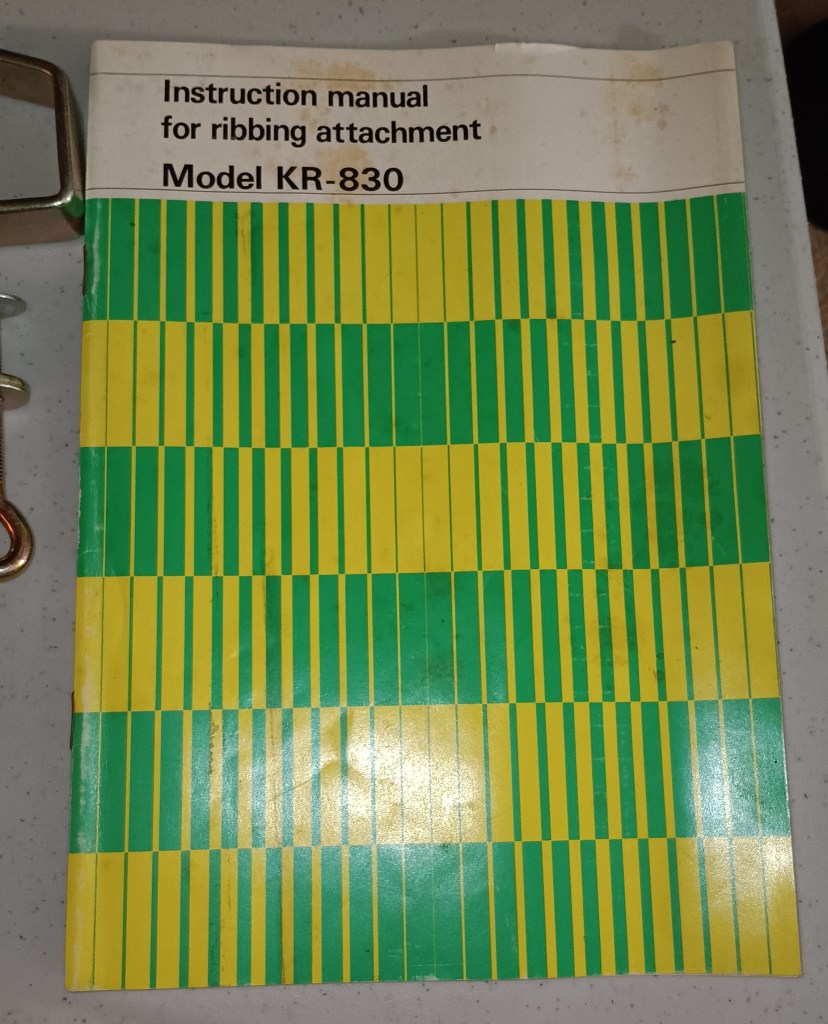 Instruction manual
for ribbing attachment
Model KR-830